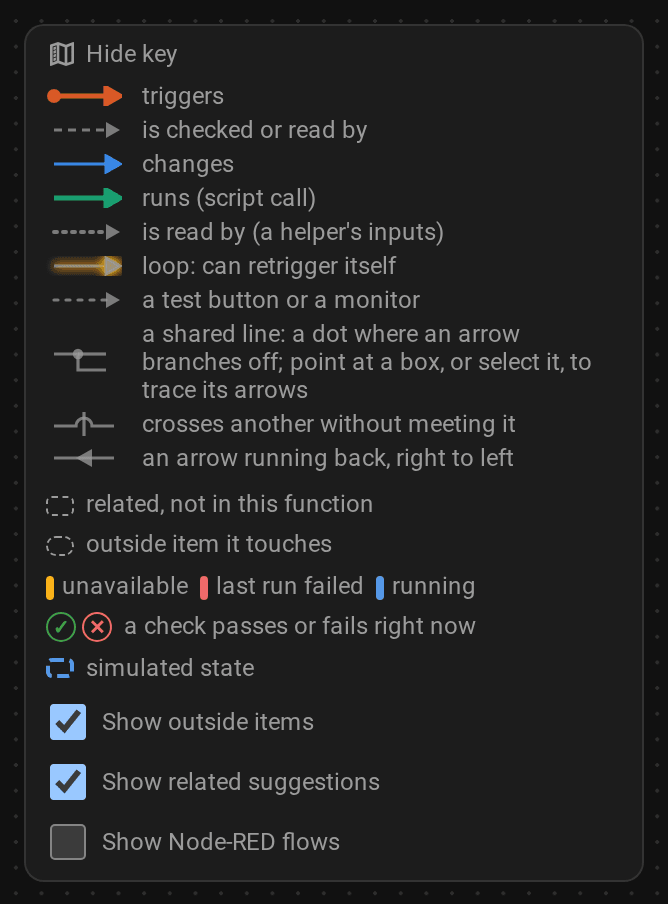 Hide key
triggers
is checked or read by
changes
runs (script call)
is read by (a helper's inputs)
loop: can retrigger itself
a test button or a monitor
a shared line: a dot where an arrow
branches off; point at a box, or select it, to
trace its arrows
crosses another without meeting it
an arrow running back, right to left
related, not in this function
outside item it touches
unavailable last run failed running
a check passes or fails right now
simulated state
Show outside items
Show related suggestions
Show Node-RED flows